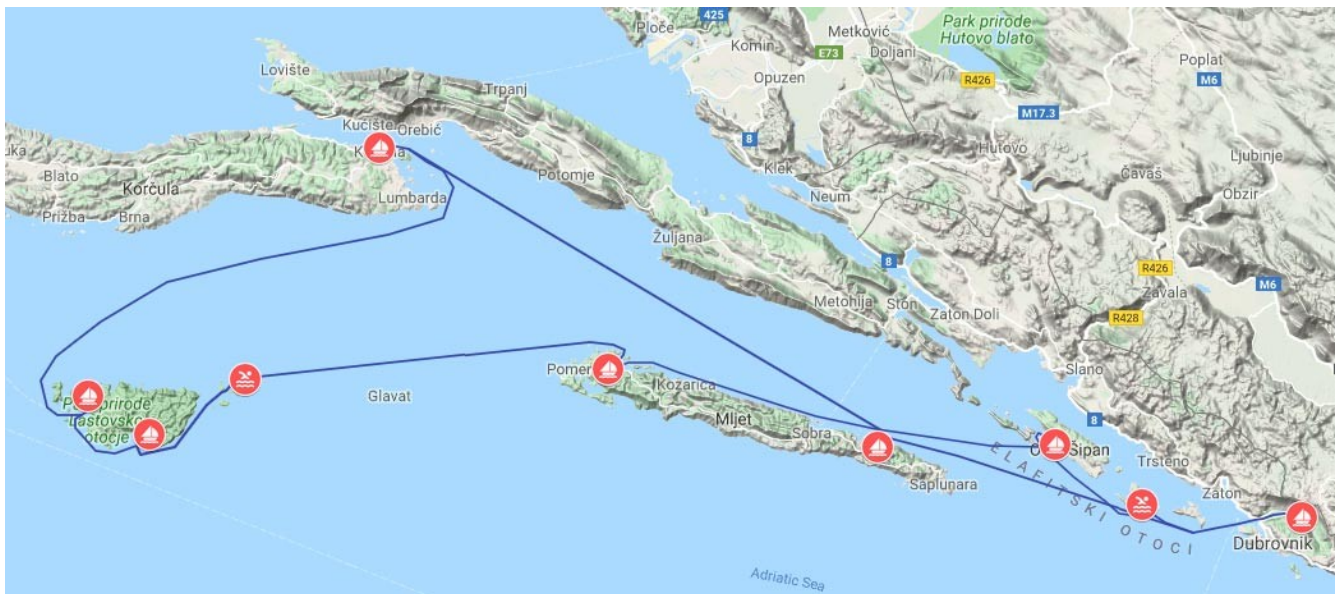 425
Ploče
Metković
Park prirode
Hutovo blato
Komin
Doljani
E73
Poplat
Lovište
Opuzen
R426
M6
Trpanj
M17.3
Kućište
Orebić
8
Hutovo
Ljubinje
Blato
Klek
Čavaš
Korčula
Potomje
Neum
Obzir
Prižba
Brna
Lumbarda
Žuljana
8
R426
M6
Metohija
Ston
Zavala
Zaton Doli
R428
Slano
Kozarica
Glavat
Mljet
8
Sobra
Šipan
Trsteno
Saplunara
Zaton
ELAFITSKI OTOCI
Dubrovnik
Adriatic Sea